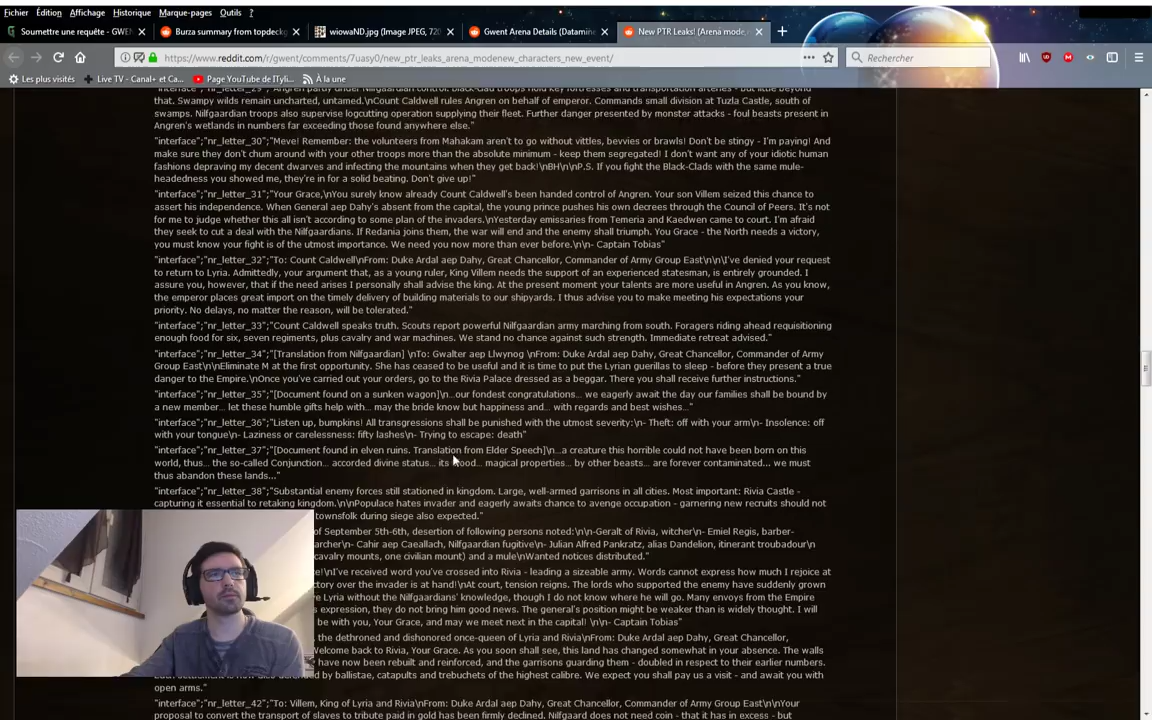 Fichier Édition Affichage Historique Marque-pages Outils
Soumettre une requête - GWEN Burza summary from topdeckg wiowaND.jpg (Image JPEG, 720 Gwent Arena Details (Datamine New PTR Leaks! (Arena mode,
https://www.reddit.com/r/gwent/comments/7uasy0/new_ptr_leaks_arena_modenew_characters_new_event/ Rechercher
Les plus visités Live TV - Canal+ et Ca... Page YouTube de ITyli... À la une
"interface";"nr_letter_29";"Angren partly under Nilfgaardian
that. Swampy wilds remain uncharted, untamed.\nCount Caldwell rules Angren on behalf of emperor. Commands small division at Tuzla Castle, south of
swamps. Nilfgaardian troops also supervise logcutting operation supplying their fleet. Further danger presented by monster attacks - foul beasts present in
Angren's wetlands in numbers far exceeding those found anywhere else."
"interface";"nr_letter_30";"Meve! Remember: the volunteers from Mahakam aren't to go without vittles, bevvies or brawls! Don't be stingy - I'm paying! And
make sure they don't chum around with your other troops more than the absolute minimum - keep them segregated! I don't want any of your idiotic human
fashions depraving my decent dwarves and infecting the mountains when they get back!\nBH\n\nP.S. If you fight the Black-Clads with the same mule-
headedness you showed me, they're in for a solid beating. Don't give up!"
"interface";"nr_letter_31";"Your Grace,\nYou surely know already Count Caldwell's been handed control of Angren. Your son Villem seized this chance to
assert his independence. When General aep Dahy's absent from the capital, the young prince pushes his own decrees through the Council of Peers. It's not
for me to judge whether this all isn't according to some plan of the invaders.\nYesterday emissaries from Temeria and Kaedwen came to court. I'm afraid
they seek to cut a deal with the Nilfgaardians. If Redania joins them, the war will end and the enemy shall triumph. You Grace - the North needs a victory,
you must know your fight is of the utmost importance. We need you now more than ever before.\n\n- Captain Tobias"
"interface";"nr_letter_32";"To: Count Caldwell\nFrom: Duke Ardal aep Dahy, Great Chancellor, Commander of Army Group East\n\n\nI've denied your request
to return to Lyria. Admittedly, your argument that, as a young ruler, King Villem needs the support of an experienced statesman, is entirely grounded. I
assure you, however, that if the need arises I personally shall advise the king. At the present moment your talents are more useful in Angren. As you know,
the emperor places great import on the timely delivery of building materials to our shipyards. I thus advise you to make meeting his expectations your
priority. No delays, no matter the reason, will be tolerated."
"interface";"nr_letter_33";"Count Caldwell speaks truth. Scouts report powerful Nilfgaardian army marching from south. Foragers riding ahead requisitioning
enough food for six, seven regiments, plus cavalry and war machines. We stand no chance against such strength. Immediate retreat advised."
"interface";"nr_letter_34";"[Translation from Nilfgaardian] \nTo: Gwalter aep Llwynog \nFrom: Duke Ardal aep Dahy, Great Chancellor, Commander of Army
Group East\n\nEliminate M at the first opportunity. She has ceased to be useful and it is time to put the Lyrian guerillas to sleep - before they present a true
danger to the Empire.\nOnce you've carried out your orders, go to the Rivia Palace dressed as a beggar. There you shall receive further instructions."
"interface";"nr_letter_35";"[Document found on a sunken wagon]\n...our fondest congratulations... we eagerly await the day our families shall be bound by
a new member... let these humble gifts help with... may the bride know but happiness and... with regards and best wishes..."
"interface";"nr_letter_36";"Listen up, bumpkins! All transgressions shall be punished with the utmost severity:\n- Theft: off with your arm\n- Insolence: off
with your tongue\n- Laziness or carelessness: fifty lashes\n- Trying to escape: death"
"interface";"nr_letter_37";"[Document found in elven ruins. Translation from Elder Speech]\n...a creature this horrible could not have been born on this
world, thus... the so-called Conjunction... accorded divine status... its blood... magical properties... by other beasts... are forever contaminated... we must
thus abandon these lands..."
"interface";"nr_letter_38";"Substantial enemy forces still stationed in kingdom. Large, well-armed garrisons in all cities. Most important: Rivia Castle -
capturing it essential to retaking kingdom.\n\nPopulace hates invader and eagerly awaits chance to avenge occupation - garnering new recruits should not
townsfolk during siege also expected."
of September 5th-6th, desertion of following persons noted:\n\n-Geralt of Rivia, witcher\n- Emiel Regis, barber-
archer\n- Cahir aep Caeallach, Nilfgaardian fugitive\n- Julian Alfred Pankratz, alias Dandelion, itinerant troubadour\n
cavalry mounts, one civilian mount) and a mule\nWanted notices distributed."
\nI've received word you've crossed into Rivia - leading a sizeable army. Words cannot express how much I rejoice at
victory over the invader is at hand!\nAt court, tension reigns. The lords who supported the enemy have suddenly grown
Lyria without the Nilfgaardians' knowledge, though I do not know where he will go. Many envoys from the Empire
expression, they do not bring him good news. The general's position might be weaker than is widely thought. I will
be with you, Your Grace, and may we meet next in the capital! \n\n- Captain Tobias"
the dethroned and dishonored once-queen of Lyria and Rivia\nFrom: Duke Ardal aep Dahy, Great Chancellor,
Welcome back to Rivia, Your Grace. As you soon shall see, this land has changed somewhat in your absence. The walls
have now been rebuilt and reinforced, and the garrisons guarding them - doubled in respect to their earlier numbers.
by ballistae, catapults and trebuchets of the highest calibre. We expect you shall pay us a visit - and await you with
open arms."
"interface";"nr_letter_42";"To: Villem, King of Lyria and Rivia\nFrom: Duke Ardal aep Dahy, Great Chancellor, Commander of Army Group East\n\nYour
proposal to convert the transport of slaves to tribute paid in gold has been firmly declined. Nilfgaard does not need coin - that it has in excess - but